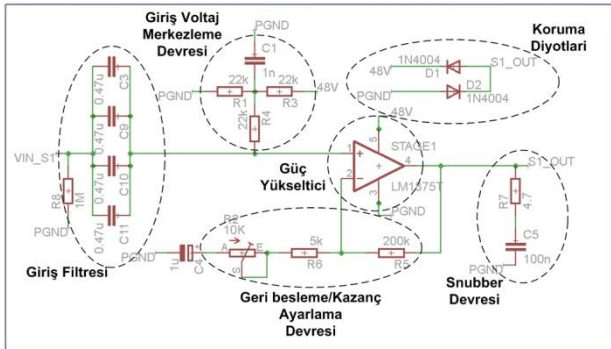 Giriş Voltaj
Merkezleme
Devresi
PGND
C1
1n
22k
22k
PGND
R1
R3
48V
22k
R4
Koruma
Diyotlari
1N4004
S1_OUT
48V
D1
D2
PGND
1N4004
0.47u
C3
0.47u
C9
0.47u
C10
0.47u
C11
VIN_S1
R8
1M
PGND
Giriş Filtresi
Güç
Yükseltici
48V
5
STAGE1
1
2
4
3
LM1875T
PGND
S1_OUT
R7
4.7
C5
100n
PGND
Snubber
Devresi
R2
10K
A
E
S
PGND
1u
C4
5k
R6
200k
R5
Geri besleme/Kazanç
Ayarlama
Devresi